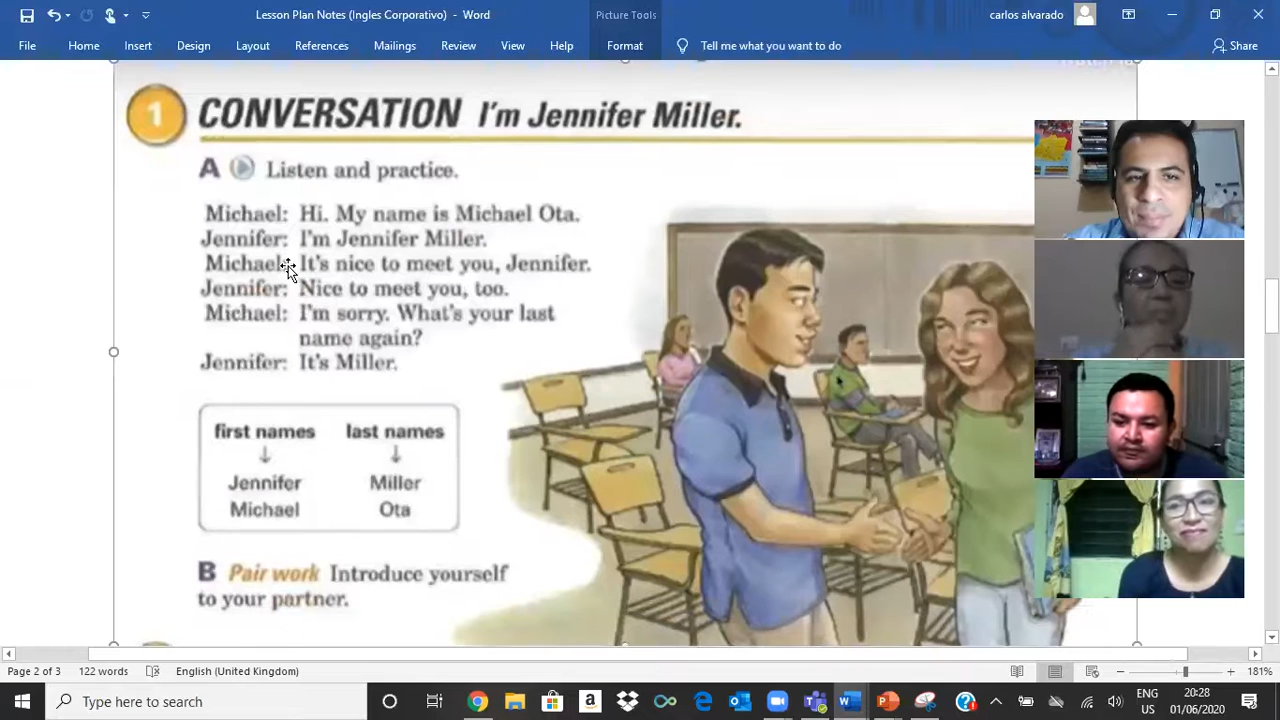 Lesson Plan Notes (Ingles Corporativo) - Word
Picture Tools
carlos alvarado
File Home Insert Design Layout References Mailings Review View Help Format Tell me what you want to do Share
1 CONVERSATION I'm Jennifer Miller.
A Listen and practice.
Michael: Hi. My name is Michael Ota.
Jennifer: I'm Jennifer Miller.
Michael: It's nice to meet you, Jennifer.
Jennifer: Nice to meet you, too.
Michael: I'm sorry. What's your last
name again?
Jennifer: It's Miller.
first names last names
Jennifer Miller
Michael Ota
B Pair work Introduce yourself
to your partner.
Page 2 of 3 122 words English (United Kingdom) 181%
Type here to search
ENG 20:28
US 01/06/2020